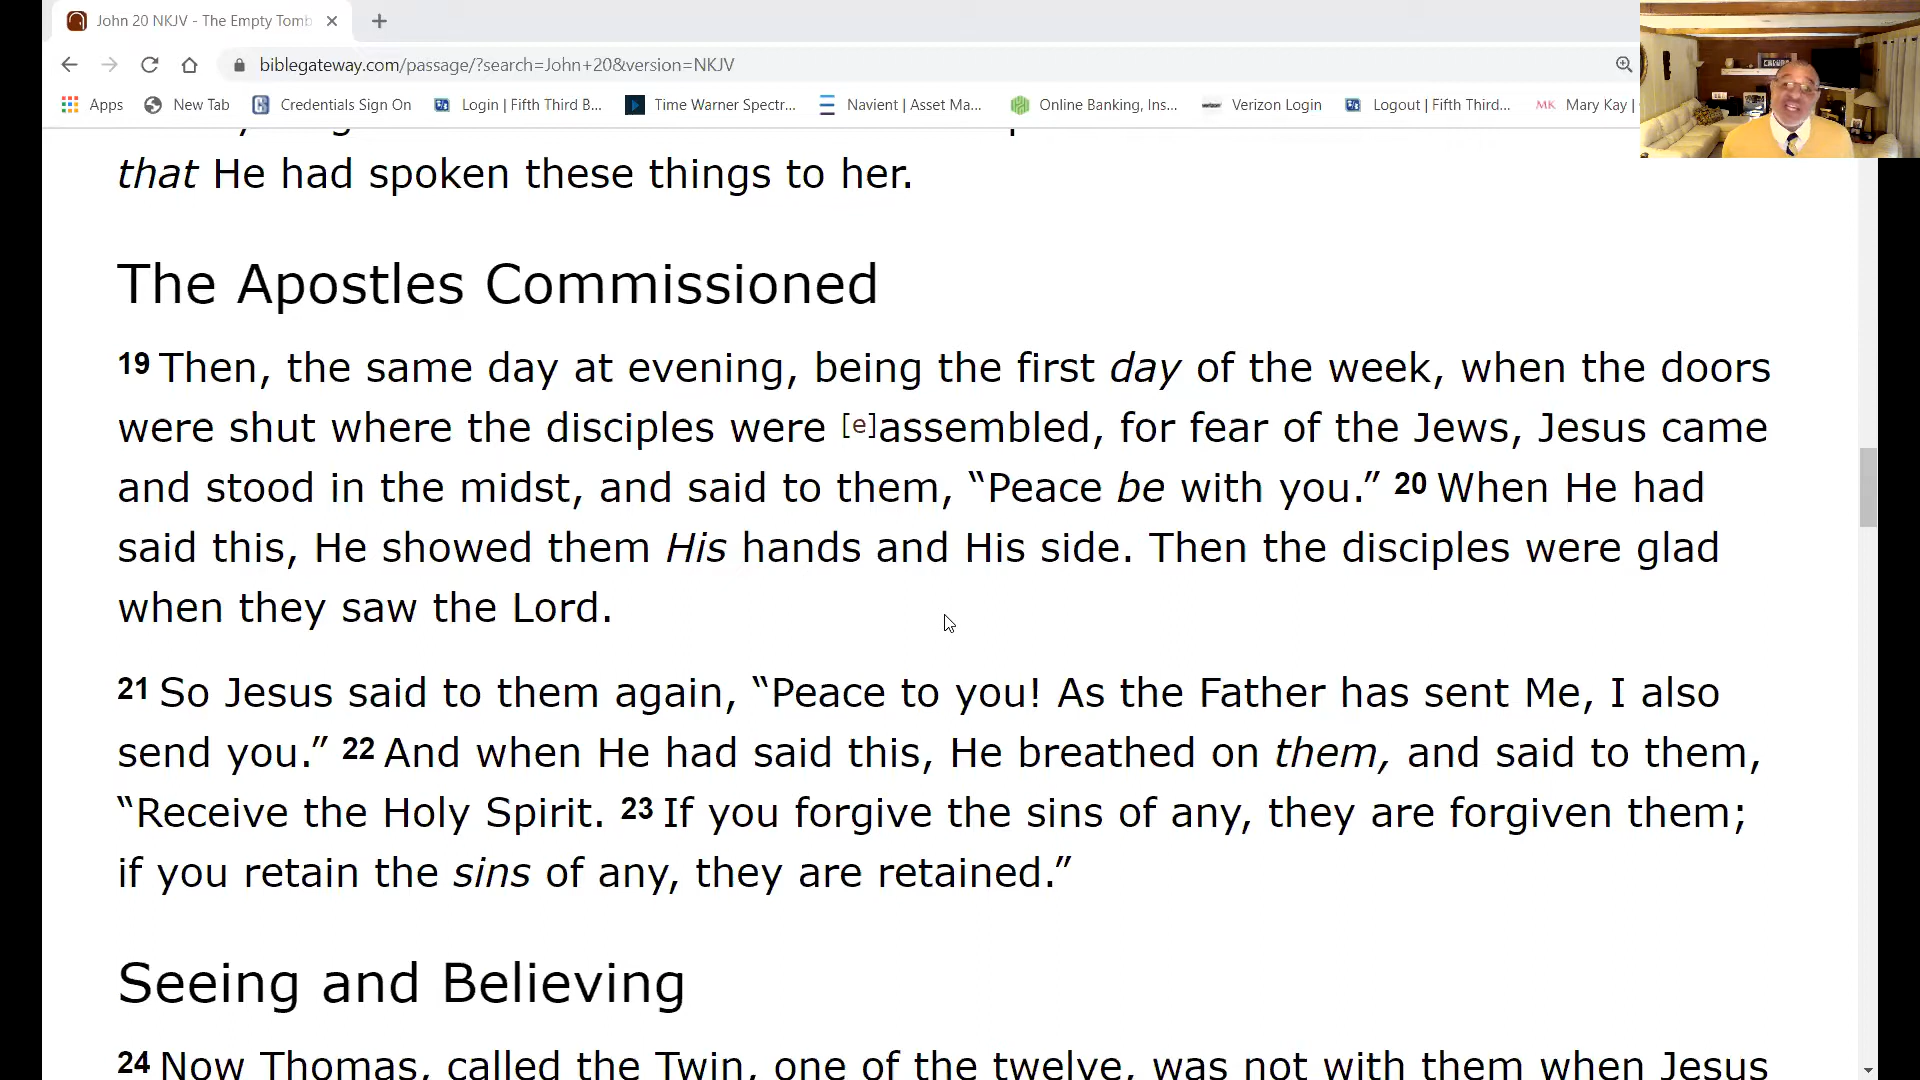 John 20 NKJV - The Empty Tomb
biblegateway.com/passage/?search=John+20&version=NKJV
Apps New Tab Credentials Sign On Login | Fifth Third B... Time Warner Spectr... Navient | Asset Ma... Online Banking, Ins... Verizon Login Logout | Fifth Third... MK Mary Kay |
that He had spoken these things to her.
The Apostles Commissioned
19 Then, the same day at evening, being the first day of the week, when the doors
were shut where the disciples were [e]assembled, for fear of the Jews, Jesus came
and stood in the midst, and said to them, “Peace be with you.” 20 When He had
said this, He showed them His hands and His side. Then the disciples were glad
when they saw the Lord.
21 So Jesus said to them again, “Peace to you! As the Father has sent Me, I also
send you.” 22 And when He had said this, He breathed on them, and said to them,
“Receive the Holy Spirit. 23 If you forgive the sins of any, they are forgiven them;
if you retain the sins of any, they are retained.”
Seeing and Believing
24 Now Thomas, called the Twin, one of the twelve, was not with them when Jesus